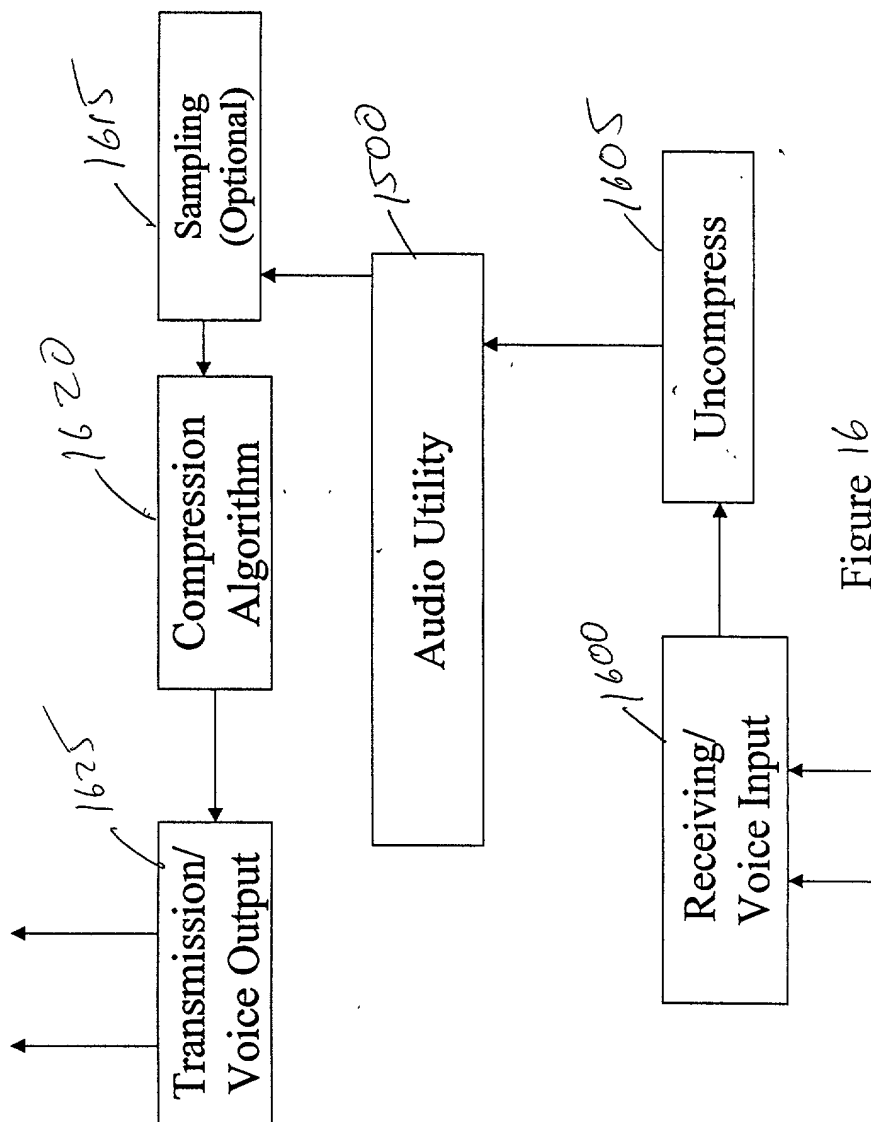 1625
Transmission/
Voice Output
1620
Compression
Algorithm
1615
Sampling
(Optional)
1500
Audio Utility
1600
Receiving/
Voice Input
1605
Uncompress
Figure 16